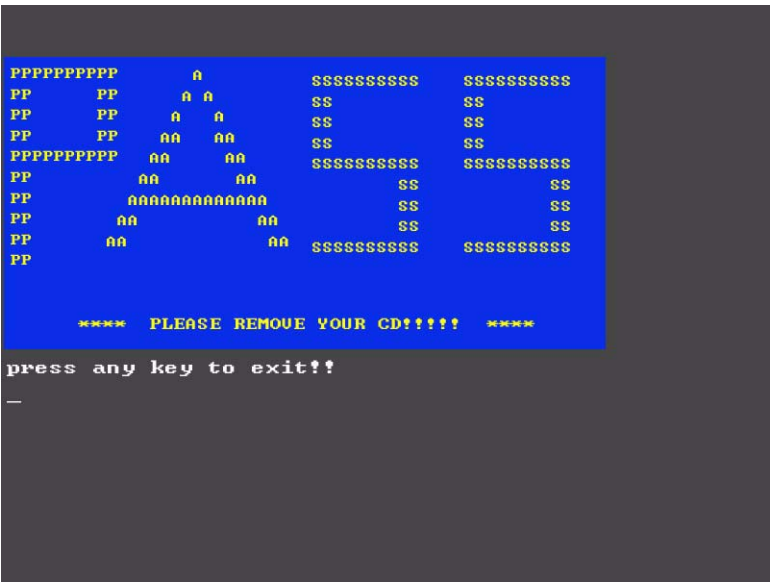 PPPPPPPPPP       A          SSSSSSSSSS    SSSSSSSSSS
PP      PP      A A         SS            SS
PP      PP     A   A        SS            SS
PP      PP    AA   AA       SS            SS
PPPPPPPPPP   AA     AA      SSSSSSSSSS    SSSSSSSSSS
PP          AA       AA             SS            SS
PP         AAAAAAAAAAAAA            SS            SS
PP        AA           AA           SS            SS
PP       AA             AA  SSSSSSSSSS    SSSSSSSSSS
PP
**** PLEASE REMOVE YOUR CD!!!!! ****
press any key to exit!!
_